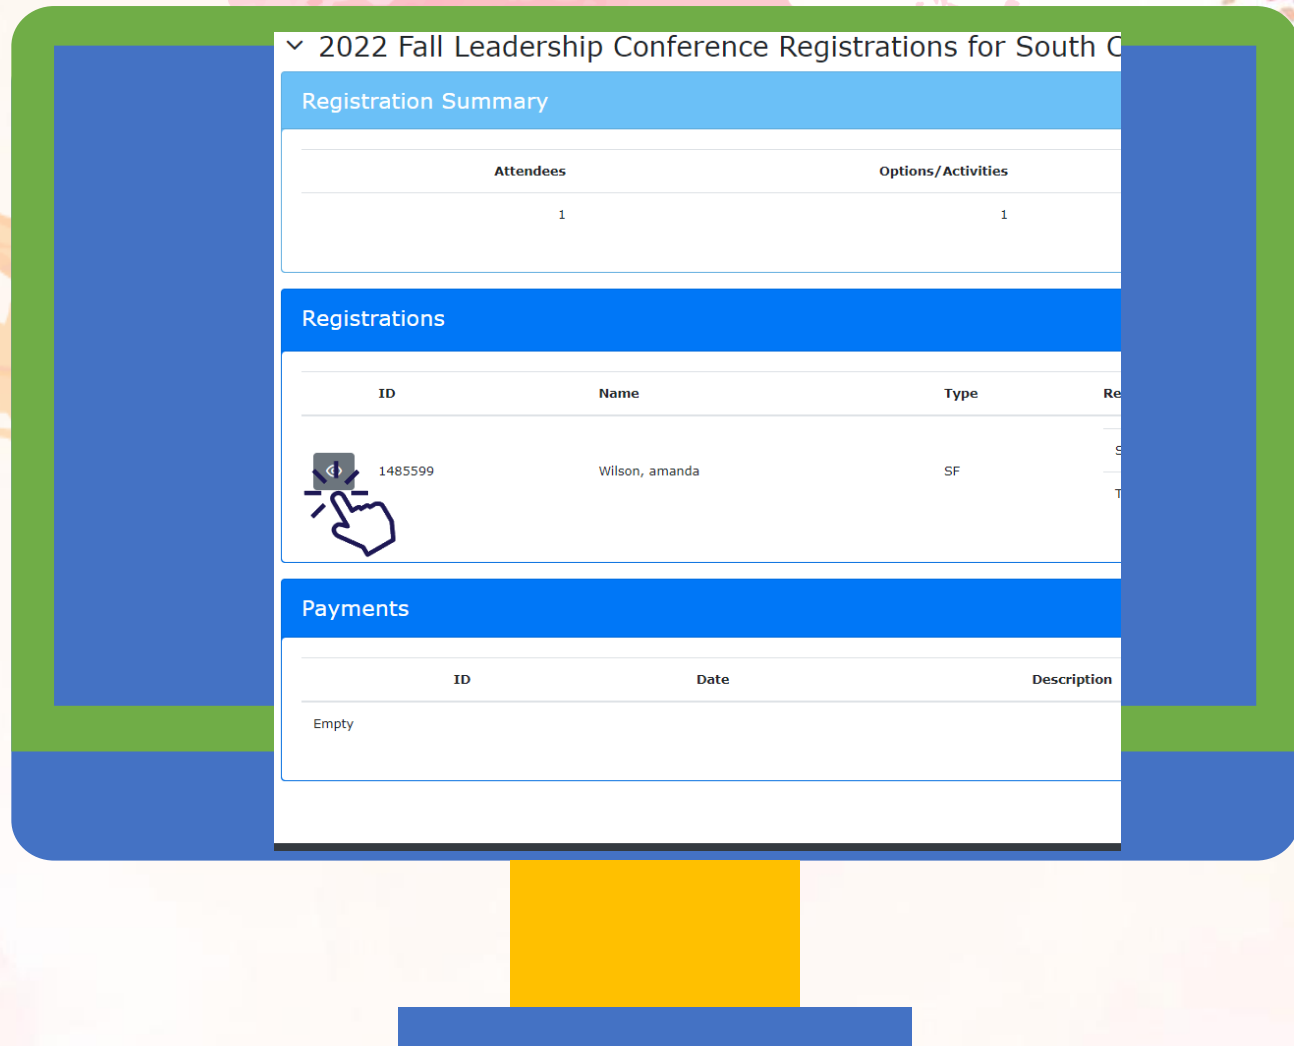 2022 Fall Leadership Conference Registrations for South C
Registration Summary
Attendees Options/Activities
1 1
Registrations
ID Name Type Re
S
1485599 Wilson, amanda SF
T
Payments
ID Date Description
Empty